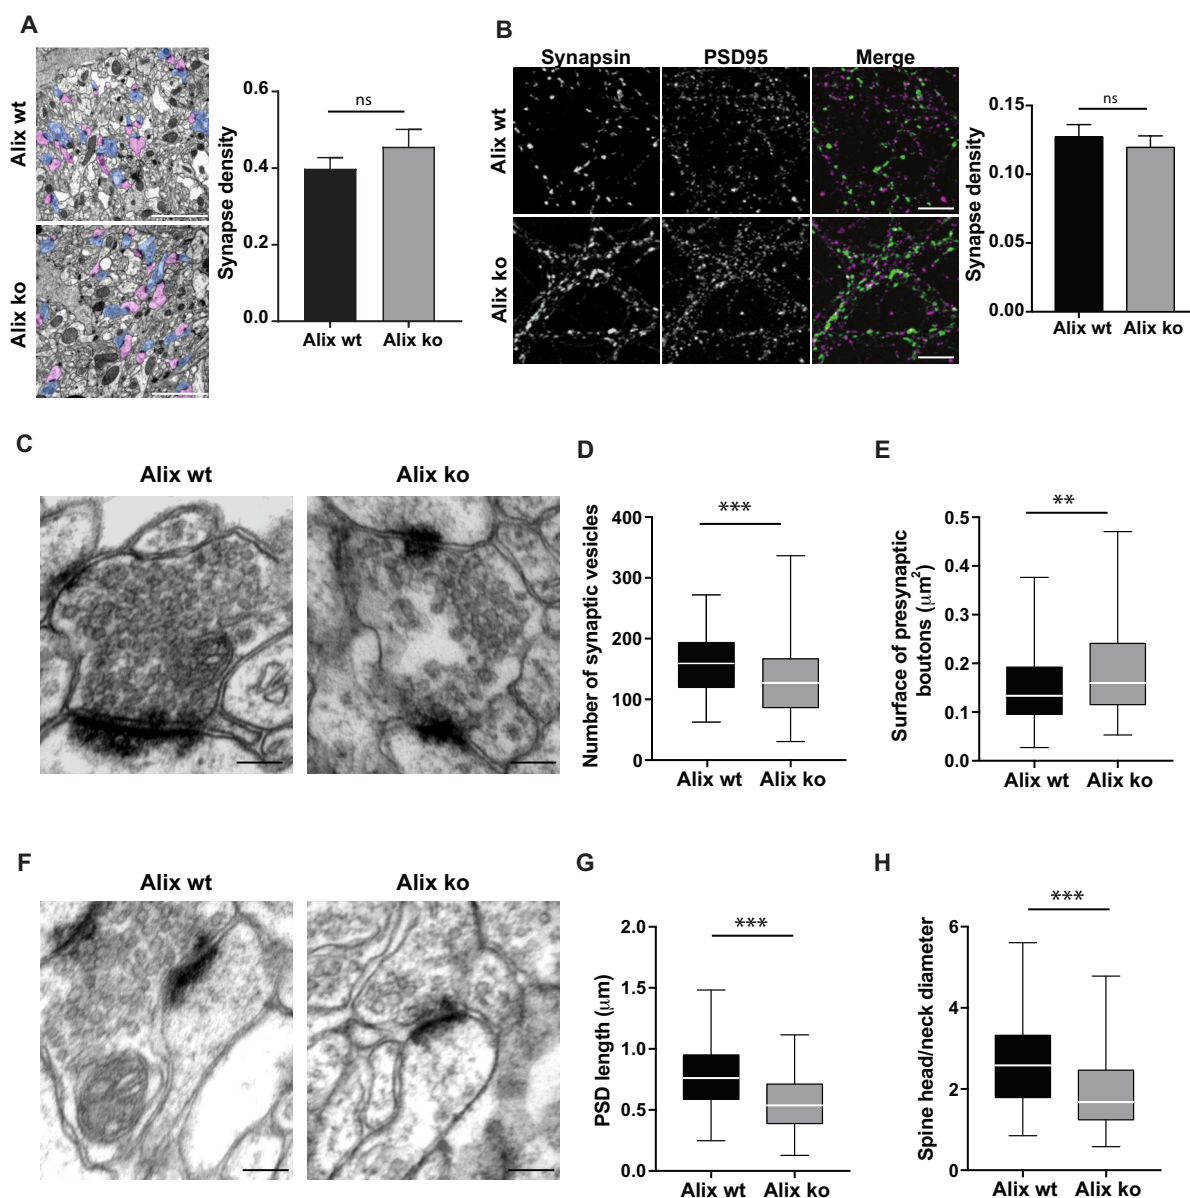 A
Alix wt
Alix ko
Synapse density
0.6
0.4
0.2
0.0
ns
Alix wt Alix ko
B
Synapsin PSD95 Merge
Alix wt
Alix ko
Synapse density
0.15
0.10
0.05
0.00
ns
Alix wt Alix ko
C
Alix wt Alix ko
D
Number of synaptic vesicles
400
300
200
100
0
***
Alix wt Alix ko
E
Surface of presynaptic
boutons (μm²)
0.5
0.4
0.3
0.2
0.1
0.0
**
Alix wt Alix ko
F
Alix wt Alix ko
G
PSD length (μm)
2.0
1.5
1.0
0.5
0.0
***
Alix wt Alix ko
H
Spine head/neck diameter
6
4
2
0
***
Alix wt Alix ko